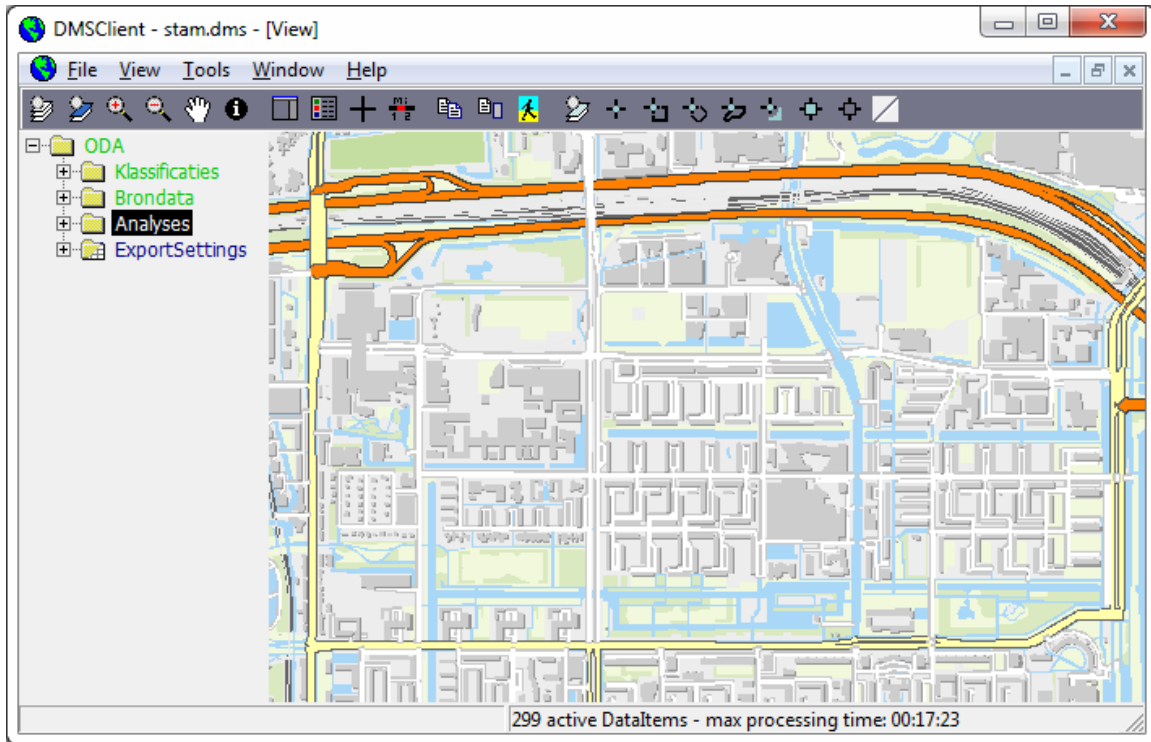 DMSClient - stam.dms - [View]
File View Tools Window Help
ODA
Klassificaties
Brondata
Analyses
ExportSettings
299 active DataItems - max processing time: 00:17:23